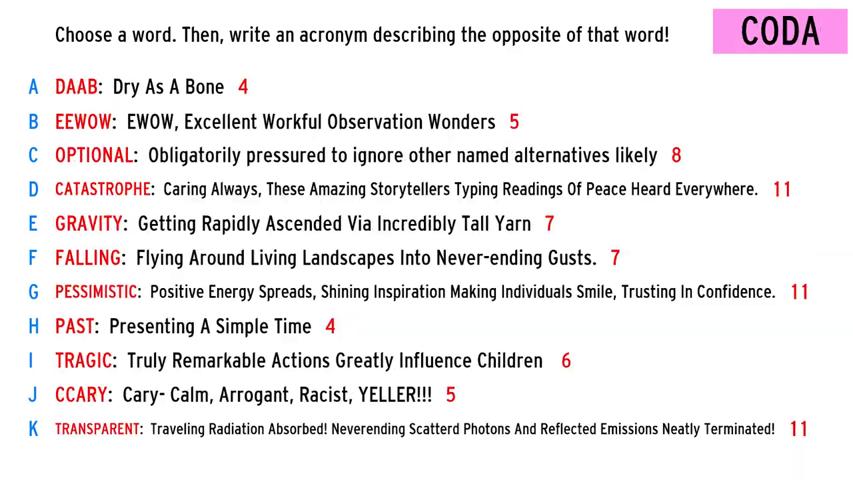 Choose a word. Then, write an acronym describing the opposite of that word!
CODA
A DAAB: Dry As A Bone 4
B EEWOW: EWOW, Excellent Workful Observation Wonders 5
C OPTIONAL: Obligatorily pressured to ignore other named alternatives likely 8
D CATASTROPHE: Caring Always, These Amazing Storytellers Typing Readings Of Peace Heard Everywhere. 11
E GRAVITY: Getting Rapidly Ascended Via Incredibly Tall Yarn 7
F FALLING: Flying Around Living Landscapes Into Never-ending Gusts. 7
G PESSIMISTIC: Positive Energy Spreads, Shining Inspiration Making Individuals Smile, Trusting In Confidence. 11
H PAST: Presenting A Simple Time 4
I TRAGIC: Truly Remarkable Actions Greatly Influence Children 6
J CCARY: Cary- Calm, Arrogant, Racist, YELLER!!! 5
K TRANSPARENT: Traveling Radiation Absorbed! Neverending Scatterd Photons And Reflected Emissions Neatly Terminated! 11